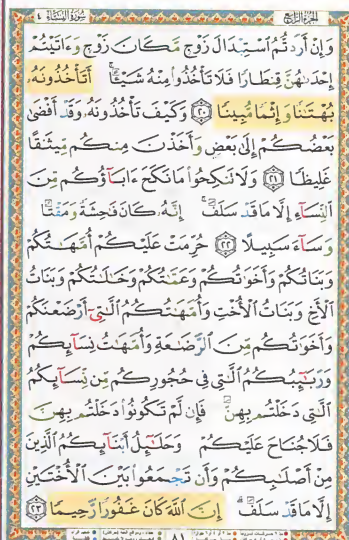 الجزء الرابع
سورة النساء ٤
وَإِنْ أَرَدتُّمُ ٱسْتِبْدَالَ زَوْجٍ مَّكَانَ زَوْجٍ وَءَاتَيْتُمْ
إِحْدَىٰهُنَّ قِنطَارًا فَلَا تَأْخُذُوا۟ مِنْهُ شَيْـًٔا ۚ أَتَأْخُذُونَهُۥ
بُهْتَٰنًا وَإِثْمًا مُّبِينًا ٢٠ وَكَيْفَ تَأْخُذُونَهُۥ وَقَدْ أَفْضَىٰ
بَعْضُكُمْ إِلَىٰ بَعْضٍ وَأَخَذْنَ مِنكُم مِّيثَٰقًا
غَلِيظًا ٢١ وَلَا تَنكِحُوا۟ مَا نَكَحَ ءَابَآؤُكُم مِّنَ
ٱلنِّسَآءِ إِلَّا مَا قَدْ سَلَفَ ۚ إِنَّهُۥ كَانَ فَٰحِشَةً وَمَقْتًا
وَسَآءَ سَبِيلًا ٢٢ حُرِّمَتْ عَلَيْكُمْ أُمَّهَٰتُكُمْ
وَبَنَاتُكُمْ وَأَخَوَٰتُكُمْ وَعَمَّٰتُكُمْ وَخَٰلَٰتُكُمْ وَبَنَاتُ
ٱلْأَخِ وَبَنَاتُ ٱلْأُخْتِ وَأُمَّهَٰتُكُمُ ٱلَّٰتِىٓ أَرْضَعْنَكُمْ
وَأَخَوَٰتُكُم مِّنَ ٱلرَّضَٰعَةِ وَأُمَّهَٰتُ نِسَآئِكُمْ
وَرَبَٰٓئِبُكُمُ ٱلَّٰتِى فِى حُجُورِكُم مِّن نِّسَآئِكُمُ
ٱلَّٰتِى دَخَلْتُم بِهِنَّ فَإِن لَّمْ تَكُونُوا۟ دَخَلْتُم بِهِنَّ
فَلَا جُنَاحَ عَلَيْكُمْ وَحَلَٰٓئِلُ أَبْنَآئِكُمُ ٱلَّذِينَ
مِنْ أَصْلَٰبِكُمْ وَأَن تَجْمَعُوا۟ بَيْنَ ٱلْأُخْتَيْنِ
إِلَّا مَا قَدْ سَلَفَ ۗ إِنَّ ٱللَّهَ كَانَ غَفُورًا رَّحِيمًا ٢٣
٨١